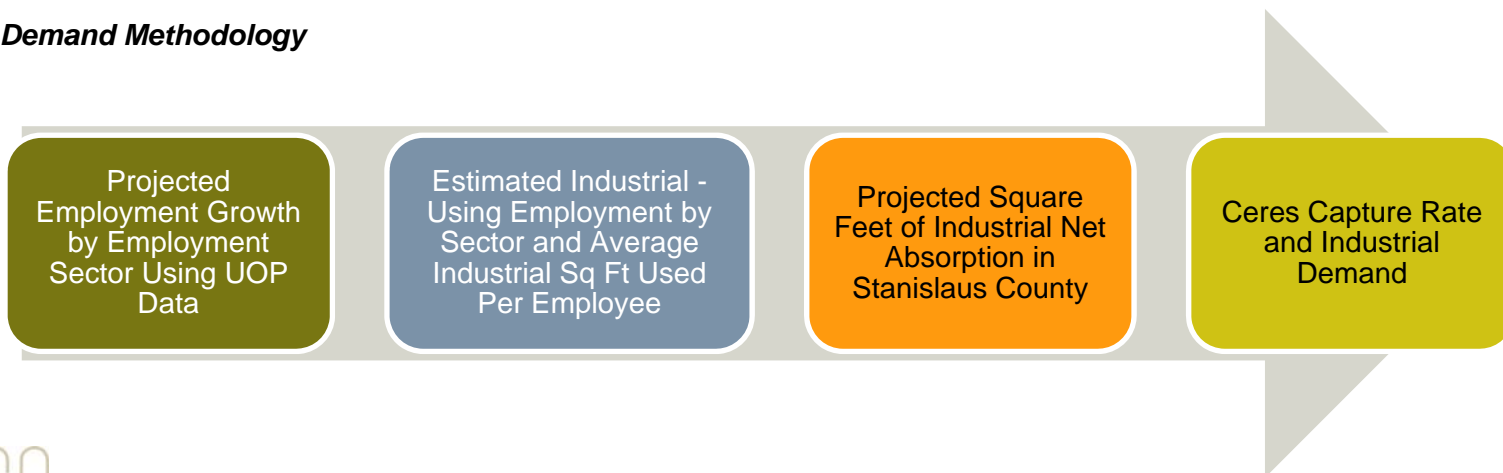 Demand Methodology
Projected
Employment Growth
by Employment
Sector Using UOP
Data
Estimated Industrial -
Using Employment by
Sector and Average
Industrial Sq Ft Used
Per Employee
Projected Square
Feet of Industrial Net
Absorption in
Stanislaus County
Ceres Capture Rate
and Industrial
Demand